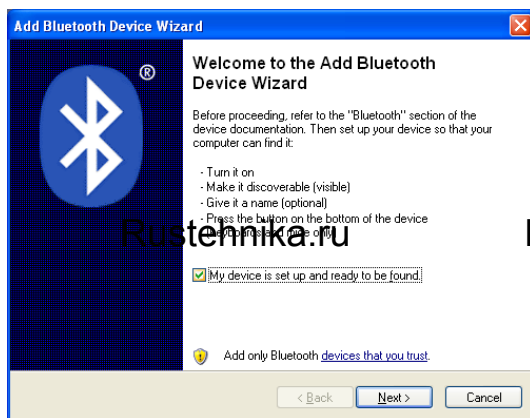 Add Bluetooth Device Wizard
®
Welcome to the Add Bluetooth
Device Wizard
Before proceeding, refer to the "Bluetooth" section of the
device documentation. Then set up your device so that your
computer can find it:
- Turn it on
- Make it discoverable (visible)
- Give it a name (optional)
- Press the button on the bottom of the device
(keyboards and mice only)
Rustehnika.ru
My device is set up and ready to be found.
Add only Bluetooth devices that you trust.
< Back
Next >
Cancel